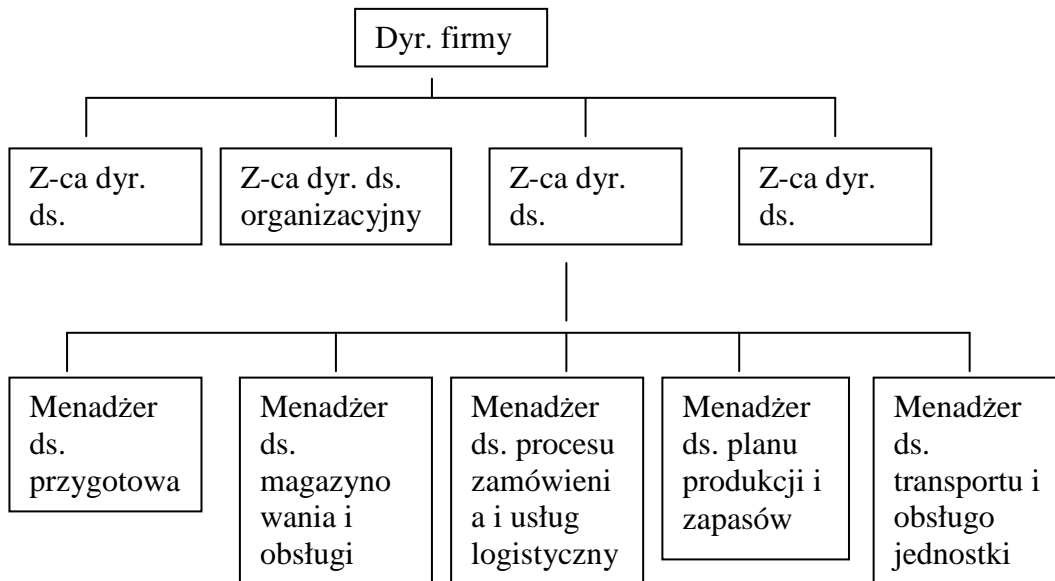 Dyr. firmy
Z-ca dyr.
ds.
Z-ca dyr. ds.
organizacyjny
Z-ca dyr.
ds.
Z-ca dyr.
ds.
Menadżer
ds.
przygotowa
Menadżer
ds.
magazyno
wania i
obsługi
Menadżer
ds. procesu
zamówieni
a i usług
logistyczny
Menadżer
ds. planu
produkcji i
zapasów
Menadżer
ds.
transportu i
obsługo
jednostki